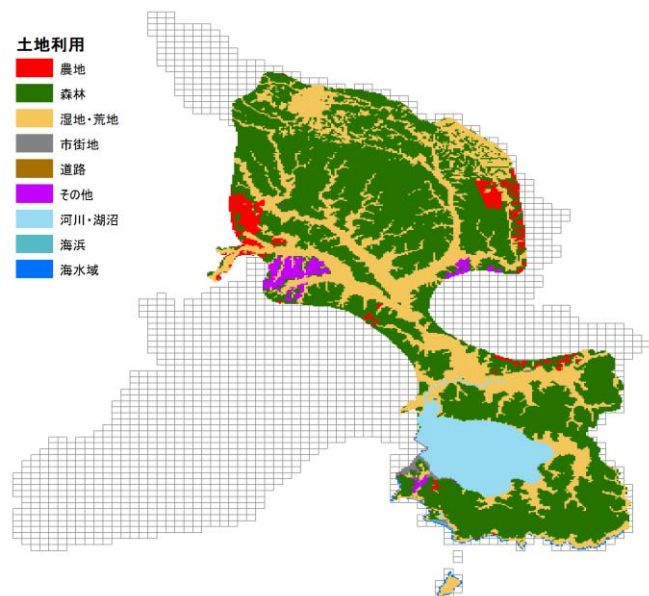 土地利用
農地
森林
湿地・荒地
市街地
道路
その他
河川・湖沼
海浜
海水域